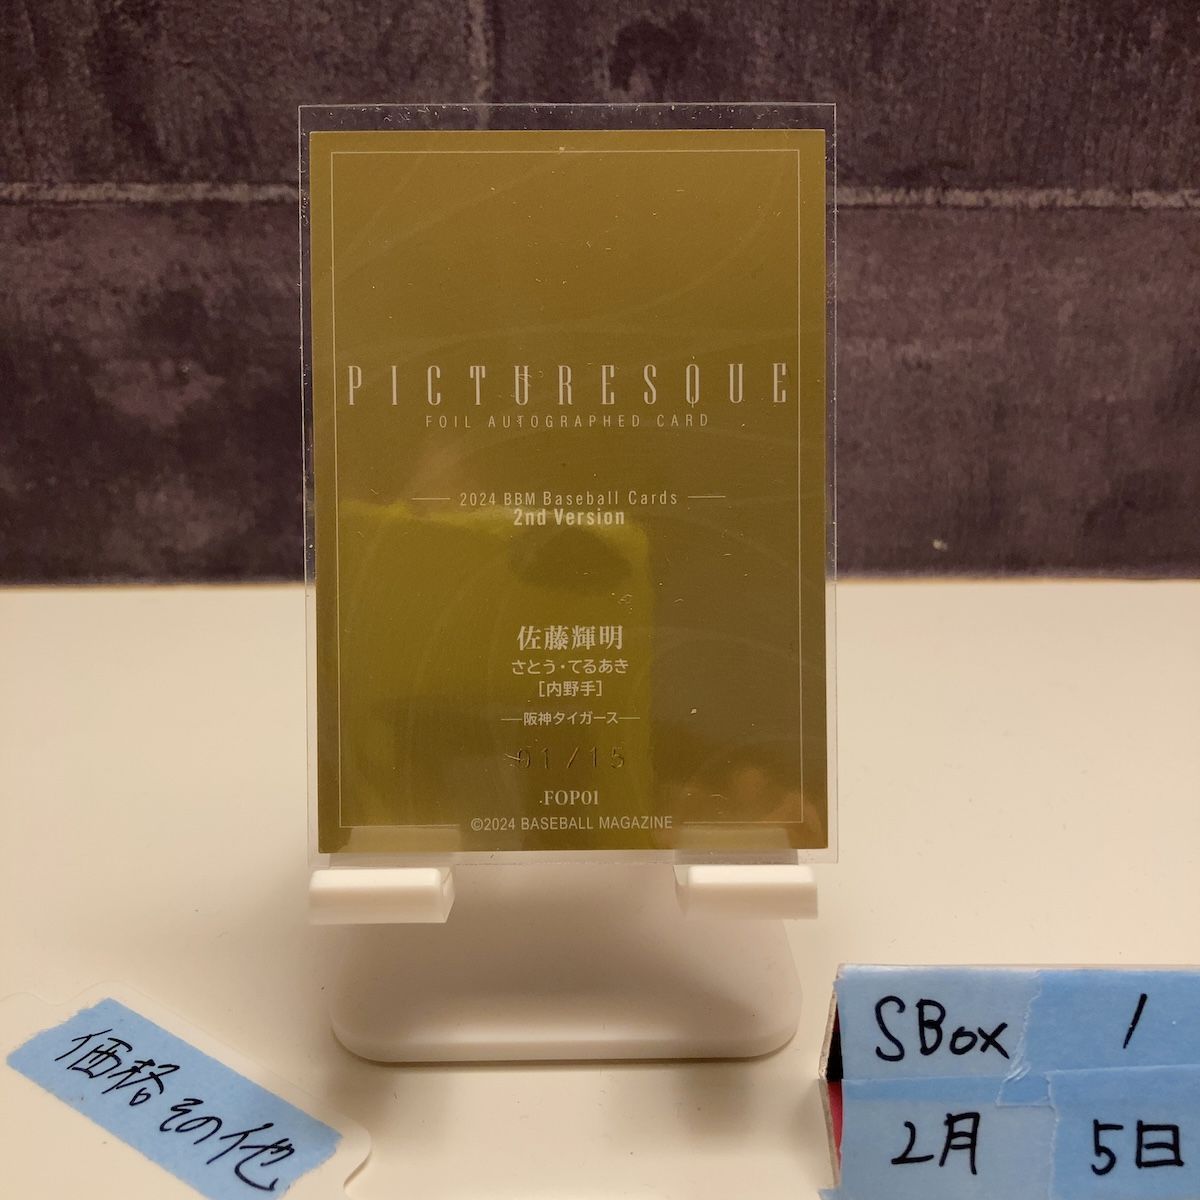 PICTURESQUE
FOIL AUTOGRAPHED CARD
2024 BBM Baseball Cards
2nd Version
佐藤輝明
さとう・てるあき
[内野手]
阪神タイガース
01/15
FOP01
©2024 BASEBALL MAGAZINE
価格その他
SBox 1
2月 5日